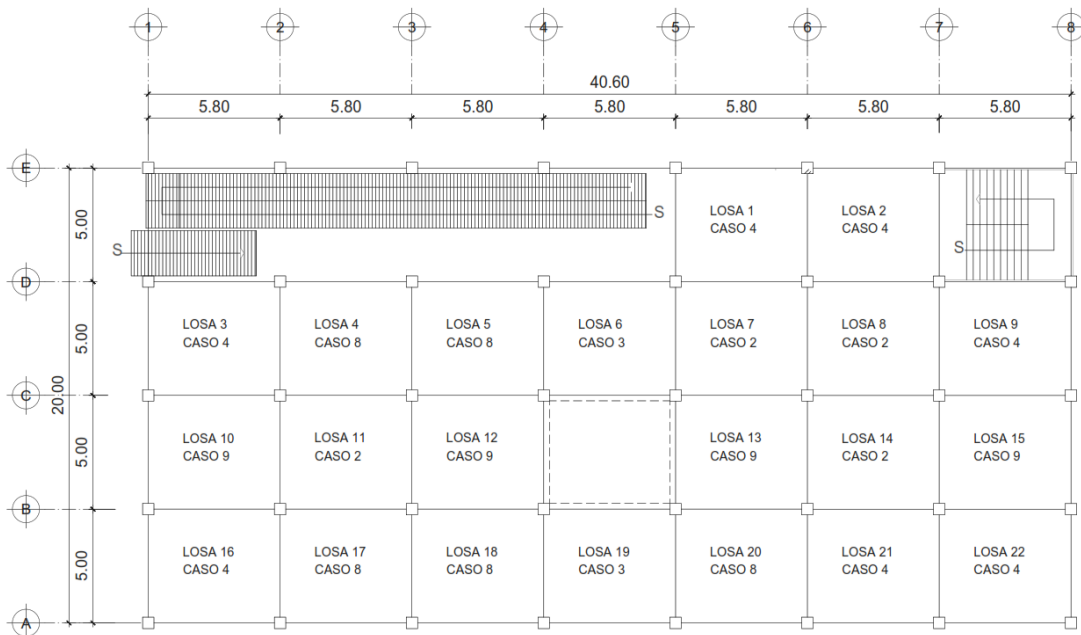 1 2 3 4 5 6 7 8
40.60
5.80 5.80 5.80 5.80 5.80 5.80 5.80
E
5.00
S
S
S
LOSA 1
CASO 4
LOSA 2
CASO 4
D
5.00
LOSA 3
CASO 4
LOSA 4
CASO 8
LOSA 5
CASO 8
LOSA 6
CASO 3
LOSA 7
CASO 2
LOSA 8
CASO 2
LOSA 9
CASO 4
C
20.00
5.00
LOSA 10
CASO 9
LOSA 11
CASO 2
LOSA 12
CASO 9
LOSA 13
CASO 9
LOSA 14
CASO 2
LOSA 15
CASO 9
B
5.00
LOSA 16
CASO 4
LOSA 17
CASO 8
LOSA 18
CASO 8
LOSA 19
CASO 3
LOSA 20
CASO 8
LOSA 21
CASO 4
LOSA 22
CASO 4
A